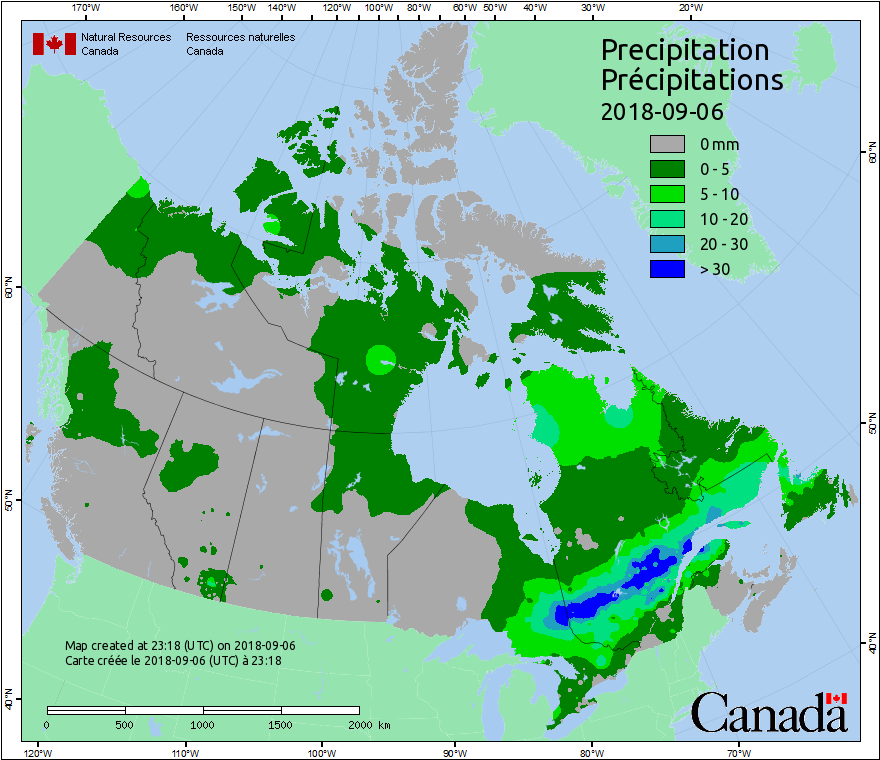 170°W 160°W 150°W 140°W 120°W 100°W 80°W 60°W 50°W 40°W 30°W 20°W
Natural Resources Ressources naturelles
Canada Canada
Precipitation
Précipitations
2018-09-06
0 mm
0 - 5
5 - 10
10 - 20
20 - 30
> 30
60°N
60°N
50°N
50°N
40°N
40°N
Map created at 23:18 (UTC) on 2018-09-06
Carte créée le 2018-09-06 (UTC) à 23:18
0 500 1000 1500 2000 km
Canada
120°W 110°W 100°W 90°W 80°W 70°W